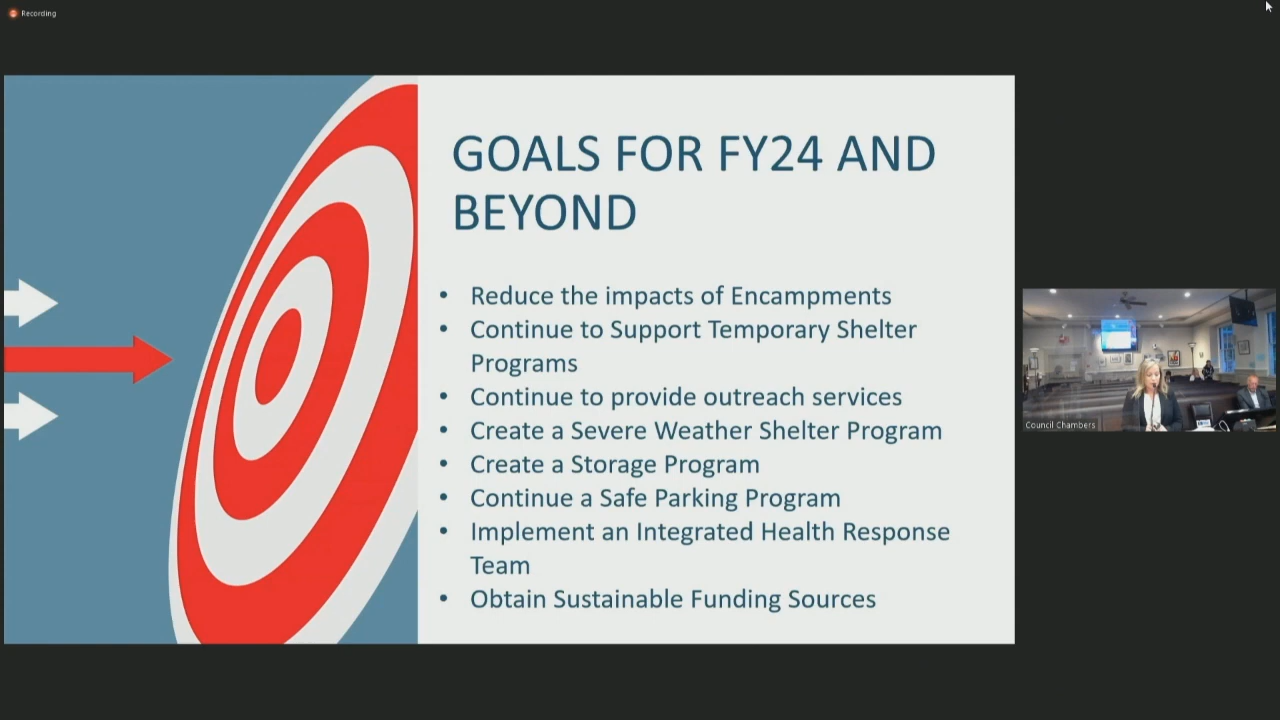 Recording
GOALS FOR FY24 AND
BEYOND
• Reduce the impacts of Encampments
• Continue to Support Temporary Shelter
Programs
• Continue to provide outreach services
• Create a Severe Weather Shelter Program
• Create a Storage Program
• Continue a Safe Parking Program
• Implement an Integrated Health Response
Team
• Obtain Sustainable Funding Sources
Council Chambers